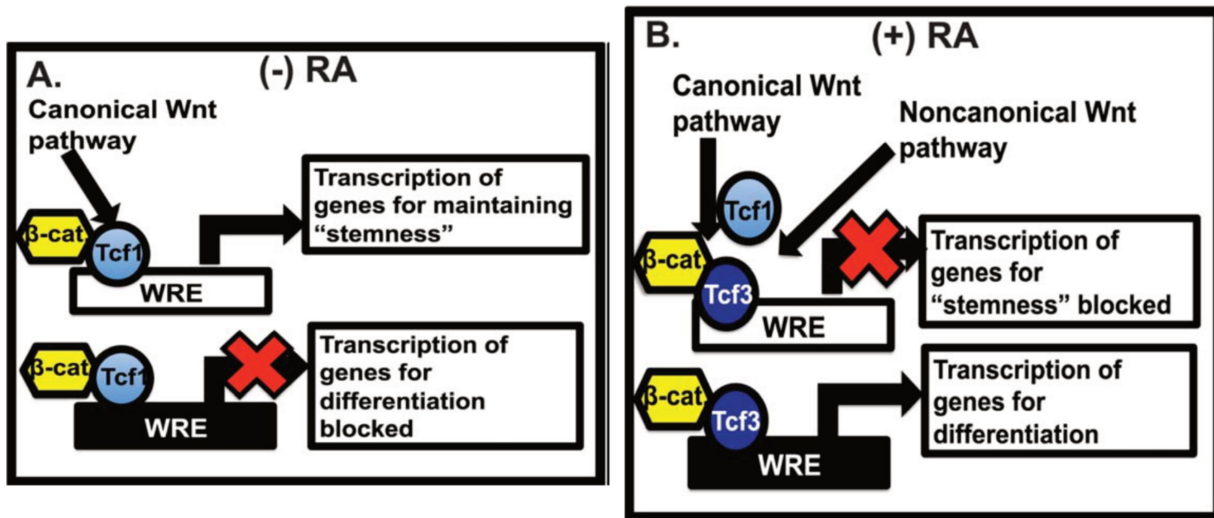 A.
(-) RA
Canonical Wnt
pathway
β-cat.
Tcf1
WRE
Transcription of
genes for maintaining
“stemness”
β-cat.
Tcf1
WRE
Transcription of
genes for
differentiation
blocked
B.
(+) RA
Canonical Wnt
pathway
Noncanonical Wnt
pathway
Tcf1
β-cat.
Tcf3
WRE
Transcription of
genes for
“stemness” blocked
β-cat.
Tcf3
WRE
Transcription of
genes for
differentiation